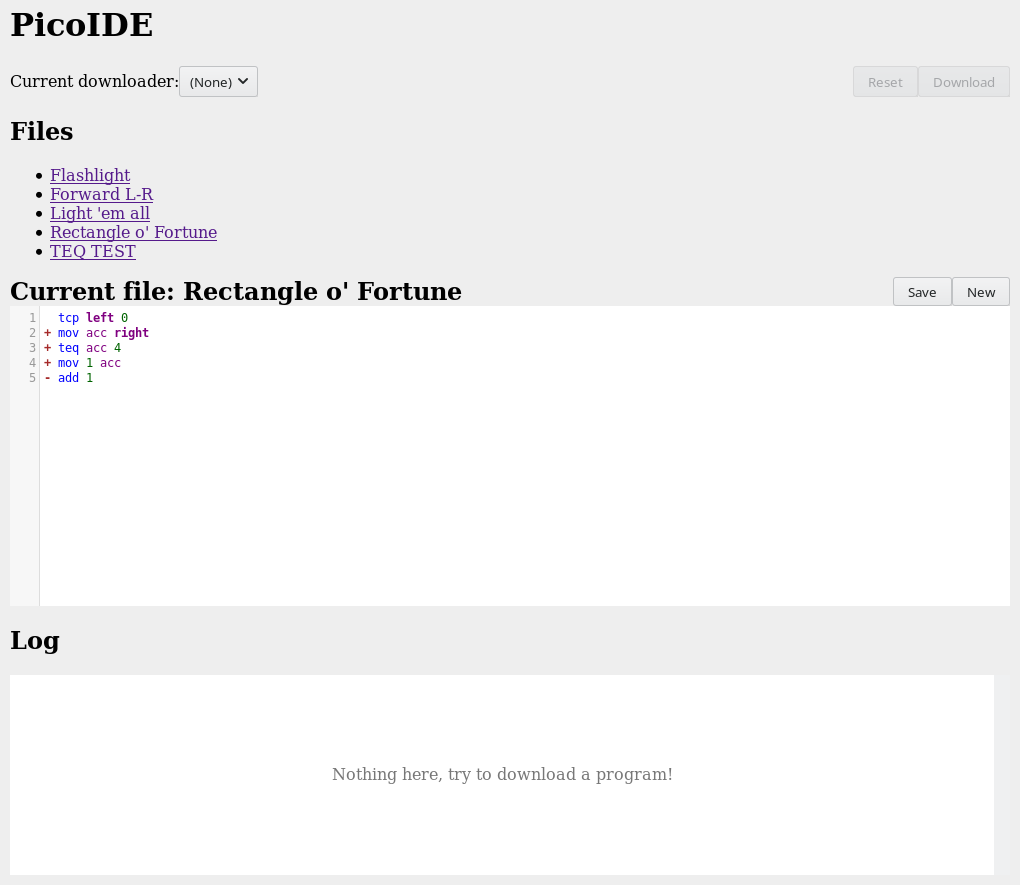 PicoIDE
Current downloader: (None) Reset Download
Files
Flashlight
Forward L-R
Light 'em all
Rectangle o' Fortune
TEQ TEST
Current file: Rectangle o' Fortune Save New
1 tcp left 0
2 + mov acc right
3 + teq acc 4
4 + mov 1 acc
5 - add 1
Log
Nothing here, try to download a program!